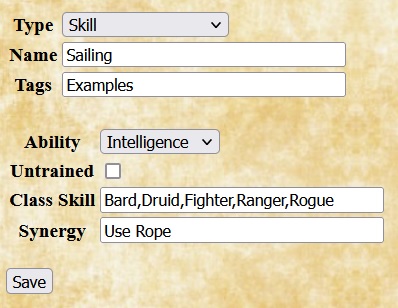 Type Skill
Name Sailing
Tags Examples
Ability Intelligence
Untrained
Class Skill Bard,Druid,Fighter,Ranger,Rogue
Synergy Use Rope
Save